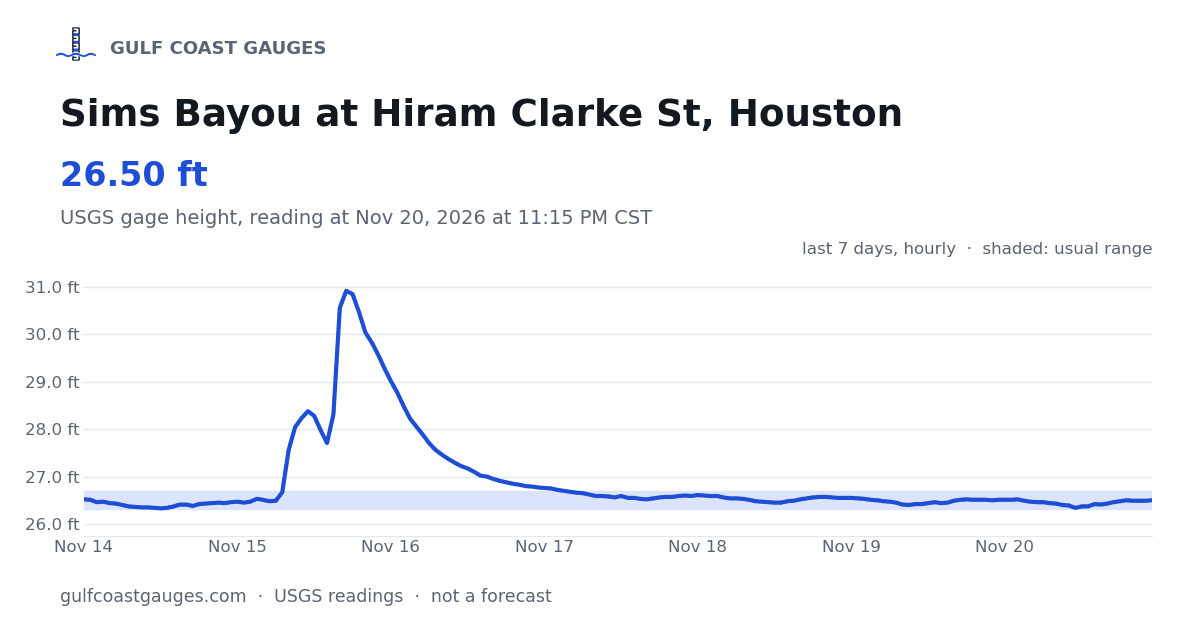 GULF COAST GAUGES
Sims Bayou at Hiram Clarke St, Houston
26.50 ft
USGS gage height, reading at Nov 20, 2026 at 11:15 PM CST
last 7 days, hourly · shaded: usual range
31.0 ft
30.0 ft
29.0 ft
28.0 ft
27.0 ft
26.0 ft
Nov 14 Nov 15 Nov 16 Nov 17 Nov 18 Nov 19 Nov 20
gulfcoastgauges.com · USGS readings · not a forecast